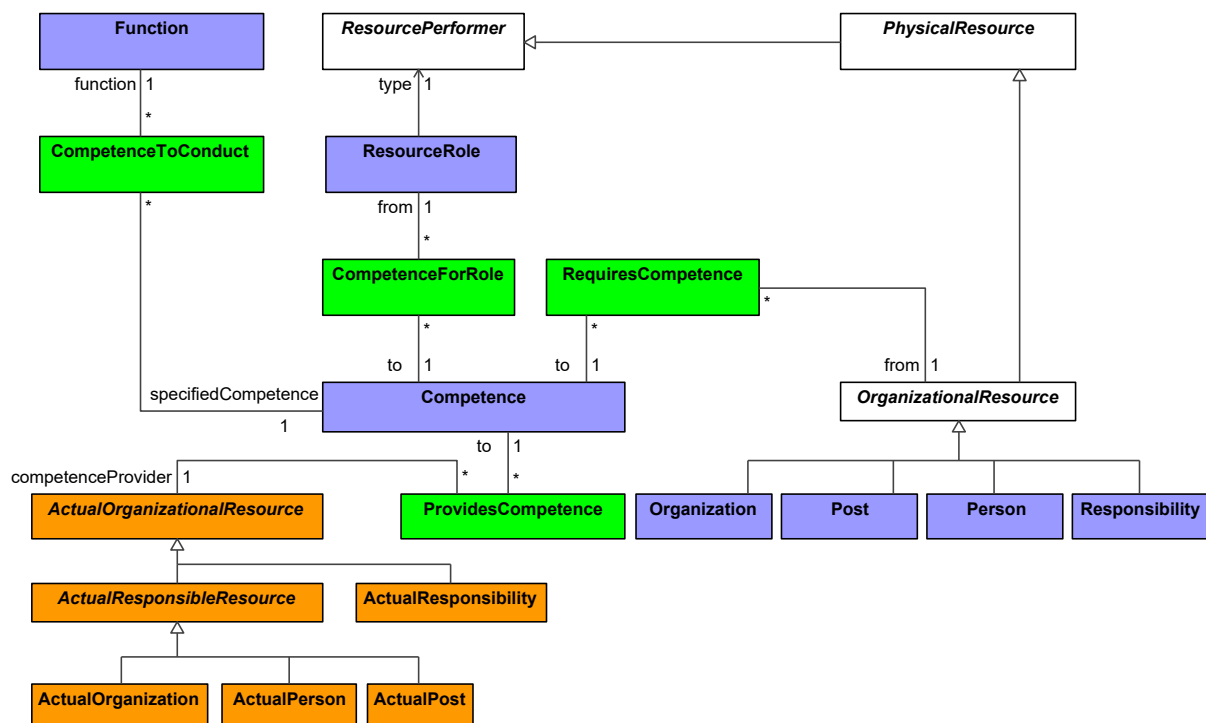 Function
ResourcePerformer
PhysicalResource
function 1
type 1
*
CompetenceToConduct
ResourceRole
*
from 1
*
CompetenceForRole
RequiresCompetence
*
*
*
to 1
to 1
from 1
specifiedCompetence
1
Competence
OrganizationalResource
to 1
competenceProvider 1
*
*
ActualOrganizationalResource
ProvidesCompetence
Organization
Post
Person
Responsibility
ActualResponsibleResource
ActualResponsibility
ActualOrganization
ActualPerson
ActualPost